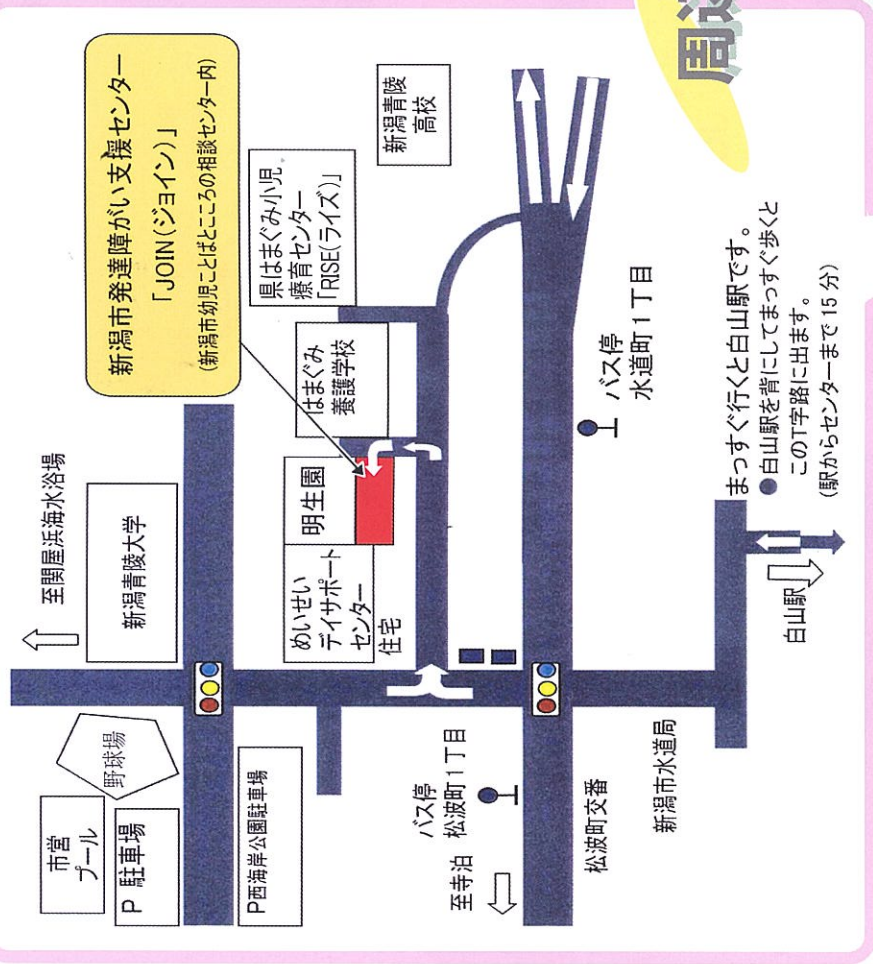 周辺
新潟市発達障がい支援センター
「JOIN(ジョイン)」
(新潟市幼児ことばとこころの相談センター内)
至関屋浜海水浴場
新潟青陵大学
市営
プール
野球場
P 駐車場
P西海岸公園駐車場
めいせい
デイサポート
センター
住宅
明生園
はまぐみ
養護学校
県はまぐみ小児
療育センター
「RISE(ライズ)」
新潟青陵
高校
バス停
松波町1丁目
至寺泊
松波町交番
新潟市水道局
バス停
水道町1丁目
白山駅
まっすぐ行くと白山駅です。
●白山駅を背にしてまっすぐ歩くと
このT字路に出ます。
(駅からセンターまで15分)